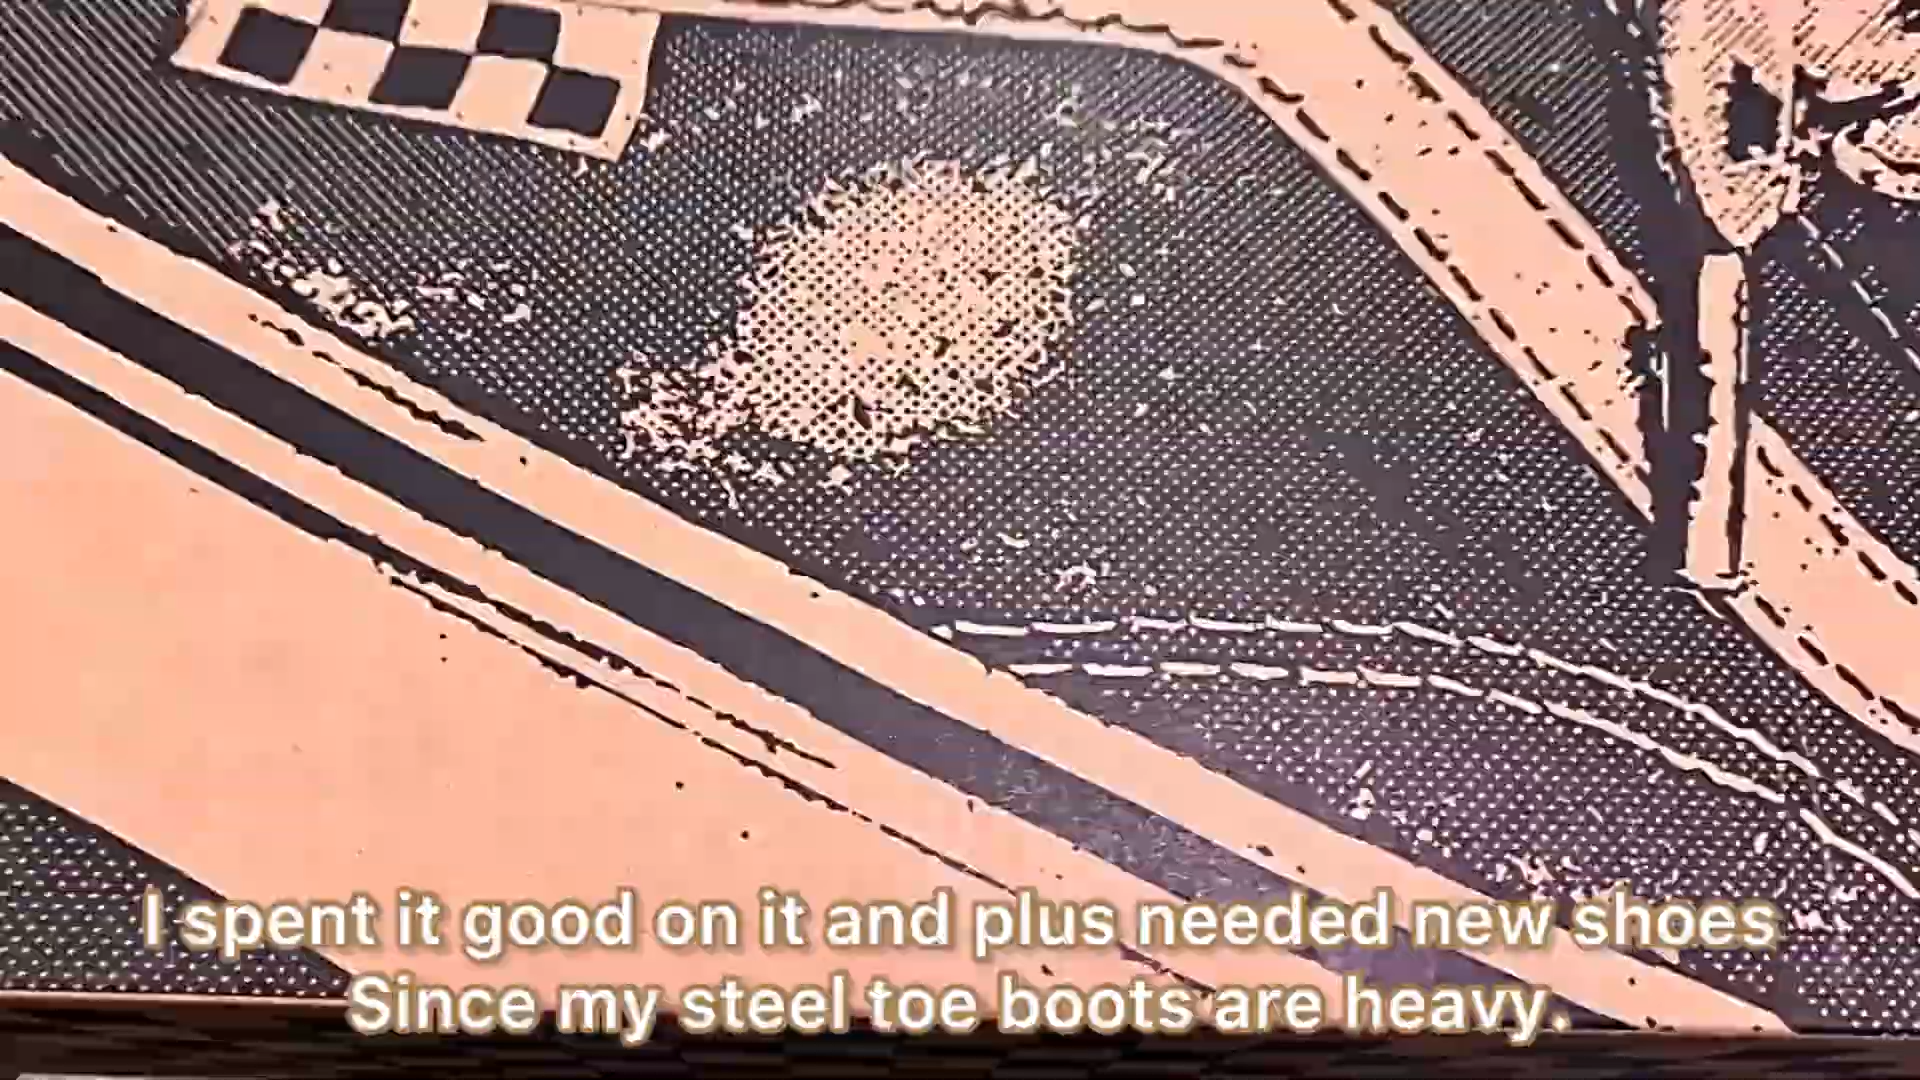 I spent it good on it and plus needed new shoes
Since my steel toe boots are heavy.